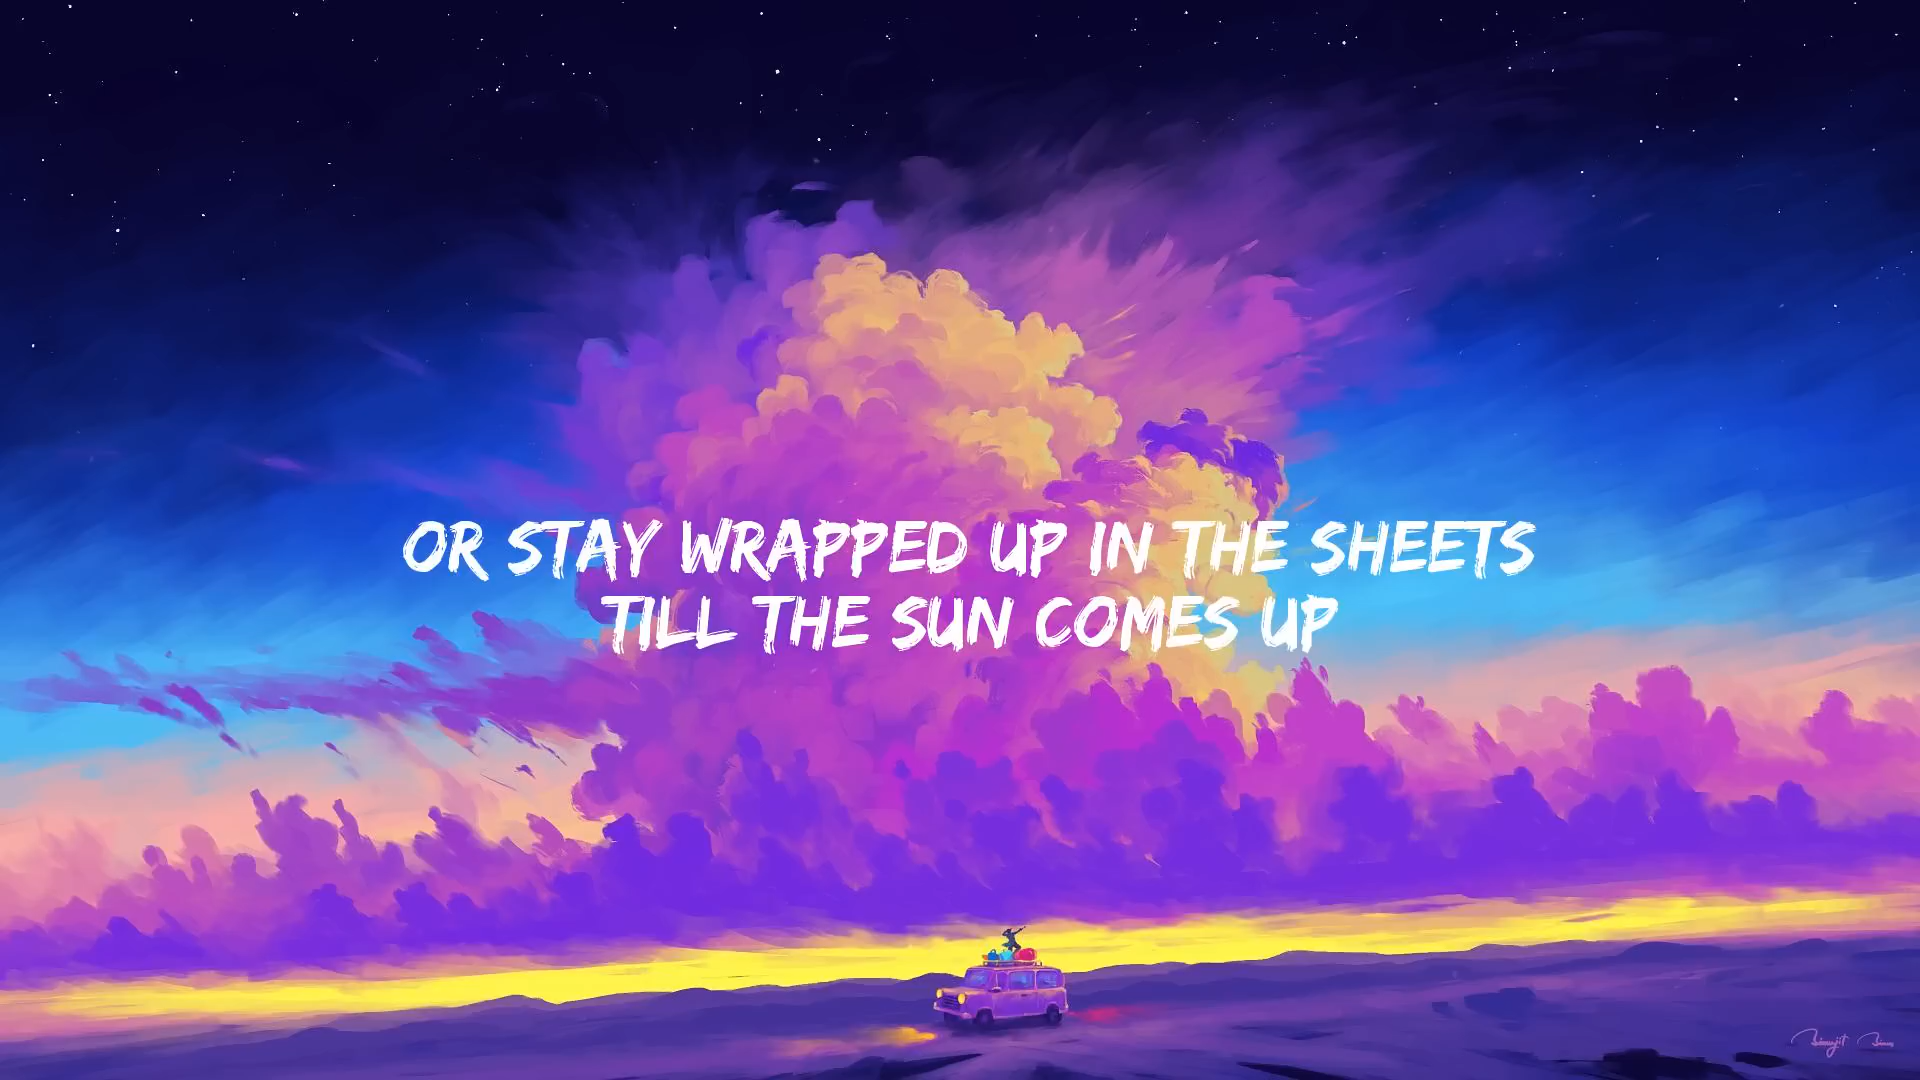 OR STAY WRAPPED UP IN THE SHEETS
TILL THE SUN COMES UP